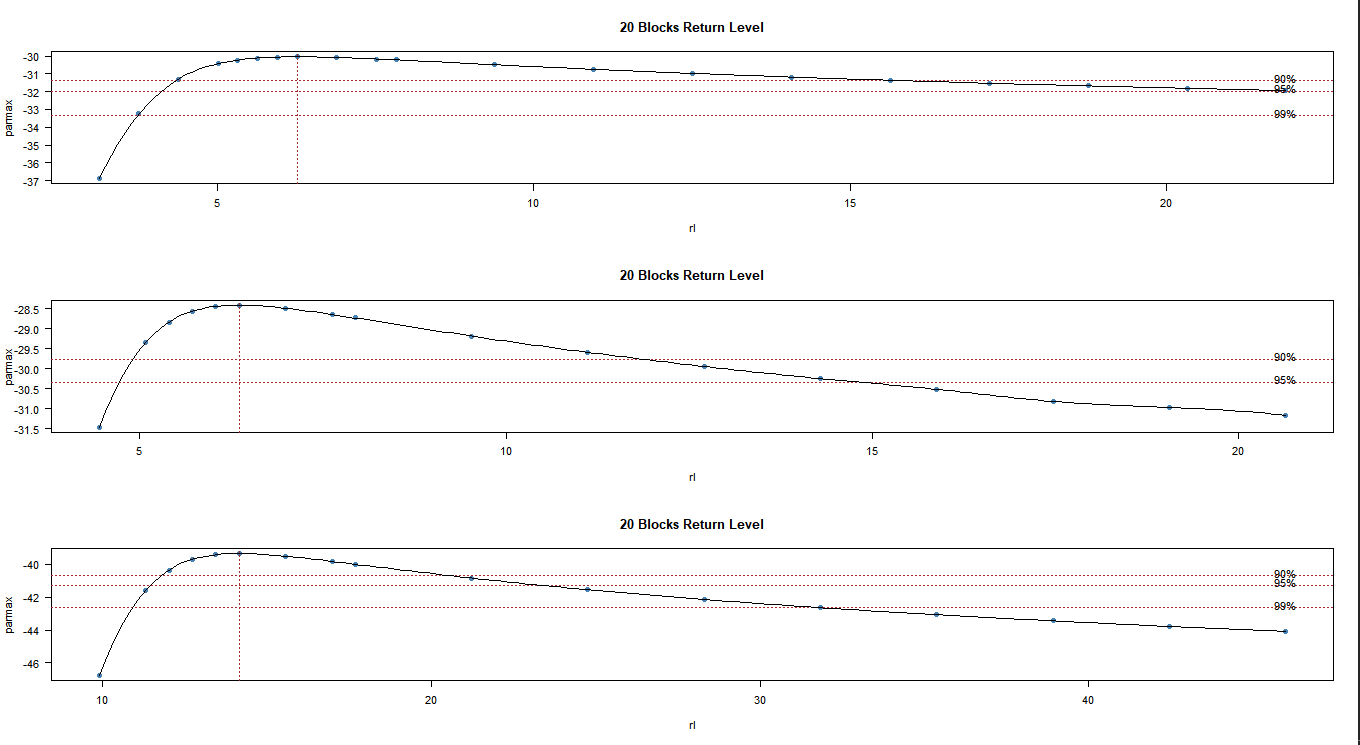 20 Blocks Return Level
-30
-31
-32
-33
-34
-35
-36
-37
parmax
90%
95%
99%
5 10 15 20
rl
20 Blocks Return Level
-28.5
-29.0
-29.5
-30.0
-30.5
-31.0
-31.5
parmax
90%
95%
5 10 15 20
rl
20 Blocks Return Level
-40
-42
-44
-46
parmax
90%
95%
99%
10 20 30 40
rl